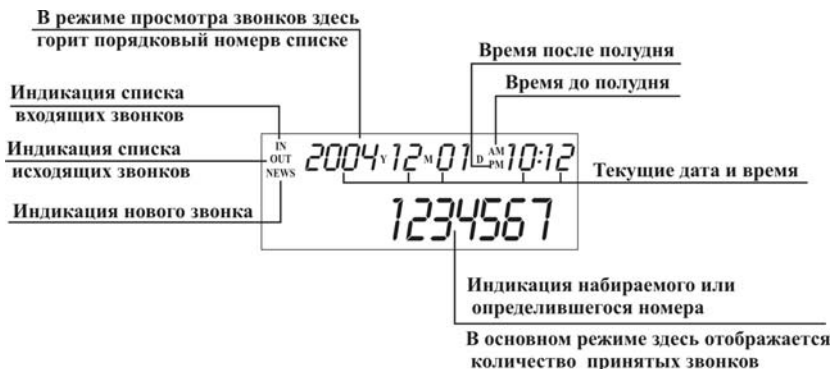 В режиме просмотра звонков здесь
горит порядковый номерв списке
Время после полудня
Время до полудня
Индикация списка
входящих звонков
Индикация списка
исходящих звонков
Индикация нового звонка
IN
OUT
NEWS
2004 Y 12 M 01 D AM PM 10:12
1234567
Текущие дата и время
Индикация набираемого или
определившегося номера
В основном режиме здесь отображается
количество принятых звонков